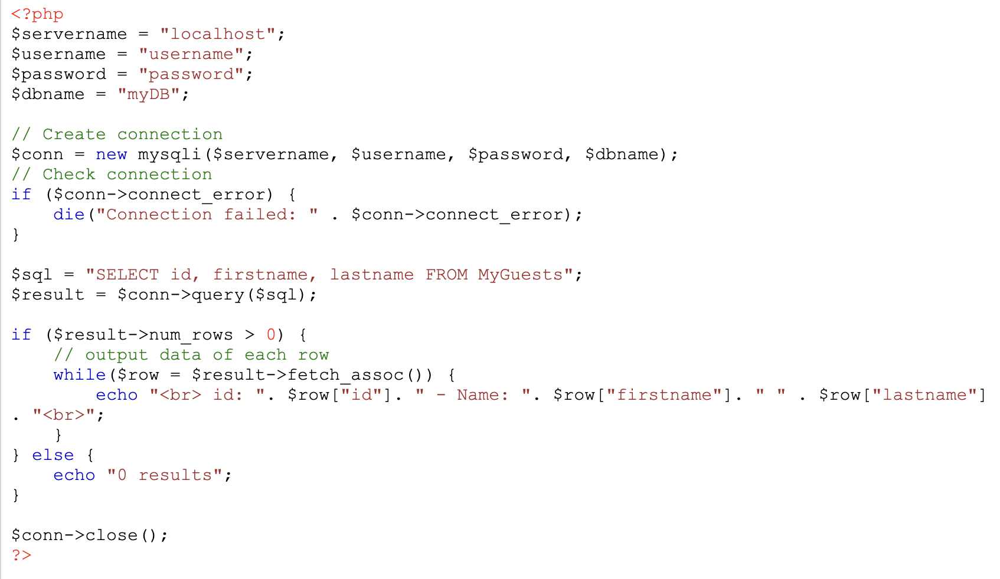 <?php
$servername = "localhost";
$username = "username";
$password = "password";
$dbname = "myDB";

// Create connection
$conn = new mysqli($servername, $username, $password, $dbname);
// Check connection
if ($conn->connect_error) {
    die("Connection failed: " . $conn->connect_error);
}

$sql = "SELECT id, firstname, lastname FROM MyGuests";
$result = $conn->query($sql);

if ($result->num_rows > 0) {
    // output data of each row
    while($row = $result->fetch_assoc()) {
        echo "<br> id: ". $row["id"]. " - Name: ". $row["firstname"]. " " . $row["lastname"]
. "<br>";
    }
} else {
    echo "0 results";
}

$conn->close();
?>